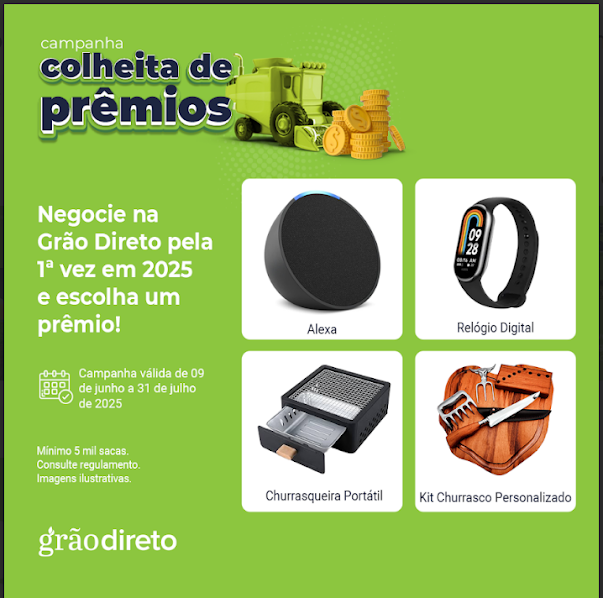 campanha
colheita de
prêmios
Negocie na
Grão Direto pela
1ª vez em 2025
e escolha um
prêmio!
Campanha válida de 09
de junho a 31 de julho
de 2025
Mínimo 5 mil sacas.
Consulte regulamento.
Imagens ilustrativas.
grãodireto
Alexa
09
28
Relógio Digital
Churrasqueira Portátil
Kit Churrasco Personalizado